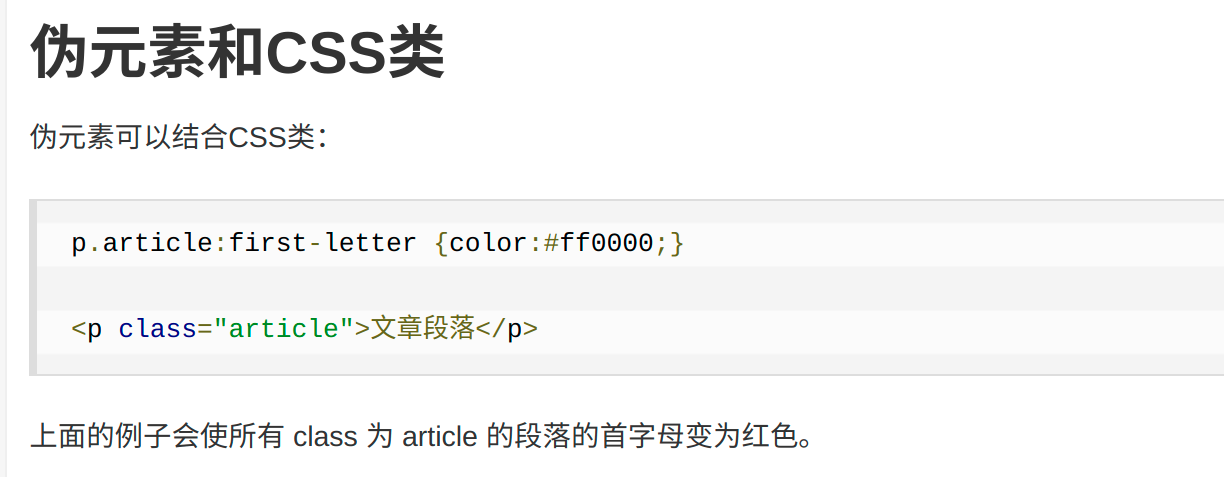 伪元素和CSS类
伪元素可以结合CSS类：
p.article:first-letter {color:#ff0000;}
<p class="article">文章段落</p>
上面的例子会使所有 class 为 article 的段落的首字母变为红色。